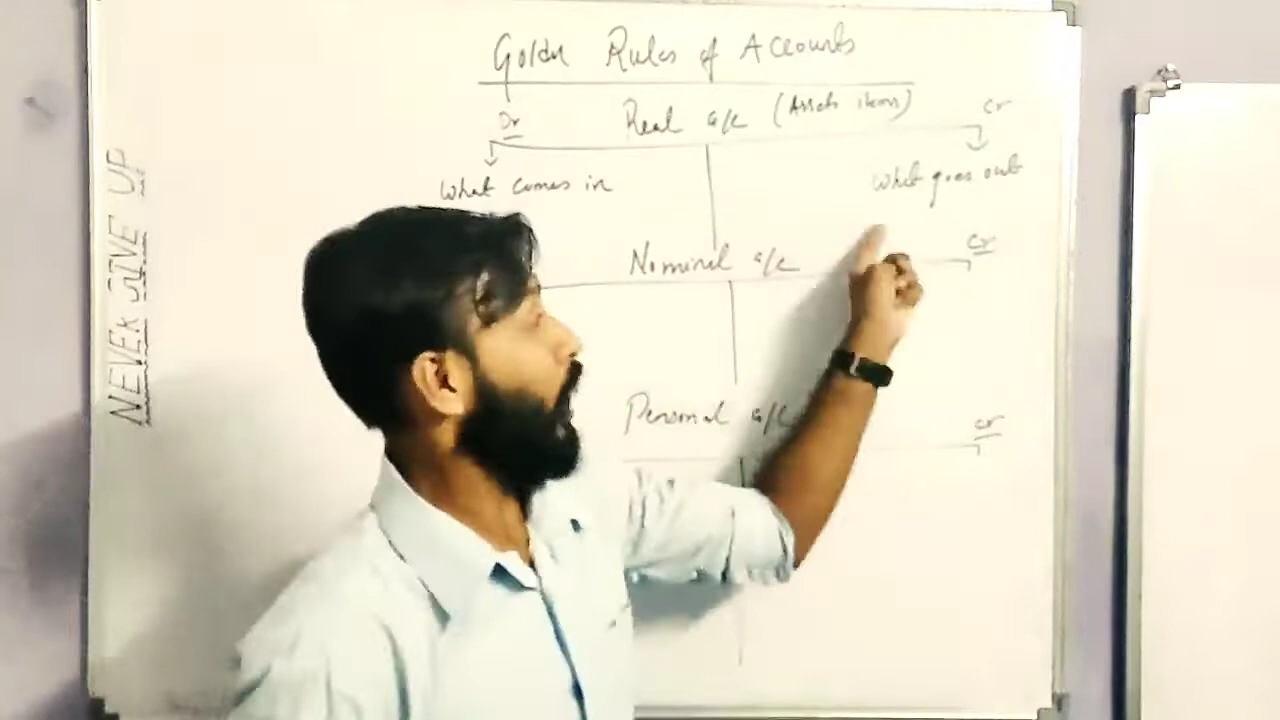 Golden Rules of Accounts
Dr Real a/c (Assets items) Cr
What comes in What goes out
Nominal a/c Cr
Personal a/c Cr
NEVER GIVE UP